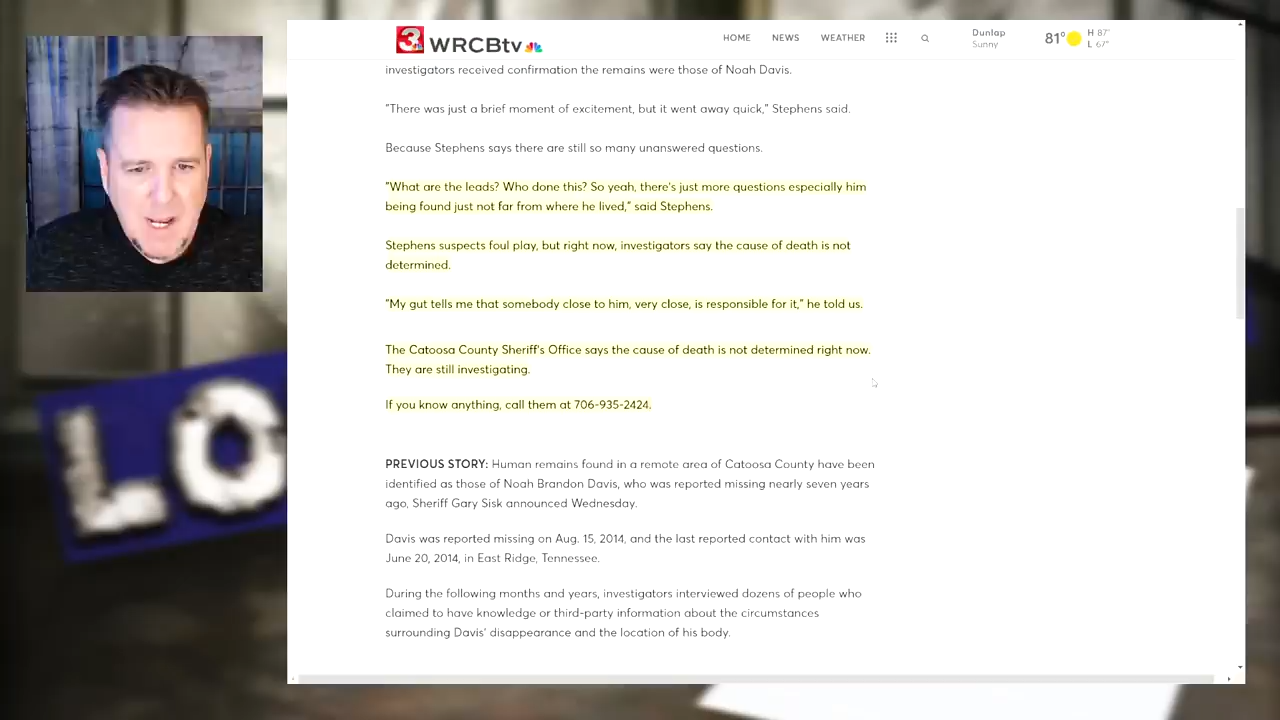 3 WRCBtv
HOME NEWS WEATHER
Dunlap
Sunny
81° H 87°
L 67°
investigators received confirmation the remains were those of Noah Davis.
"There was just a brief moment of excitement, but it went away quick," Stephens said.
Because Stephens says there are still so many unanswered questions.
"What are the leads? Who done this? So yeah, there's just more questions especially him
being found just not far from where he lived," said Stephens.
Stephens suspects foul play, but right now, investigators say the cause of death is not
determined.
"My gut tells me that somebody close to him, very close, is responsible for it," he told us.
The Catoosa County Sheriff's Office says the cause of death is not determined right now.
They are still investigating.
If you know anything, call them at 706-935-2424.
PREVIOUS STORY: Human remains found in a remote area of Catoosa County have been
identified as those of Noah Brandon Davis, who was reported missing nearly seven years
ago, Sheriff Gary Sisk announced Wednesday.
Davis was reported missing on Aug. 15, 2014, and the last reported contact with him was
June 20, 2014, in East Ridge, Tennessee.
During the following months and years, investigators interviewed dozens of people who
claimed to have knowledge or third-party information about the circumstances
surrounding Davis' disappearance and the location of his body.
LO